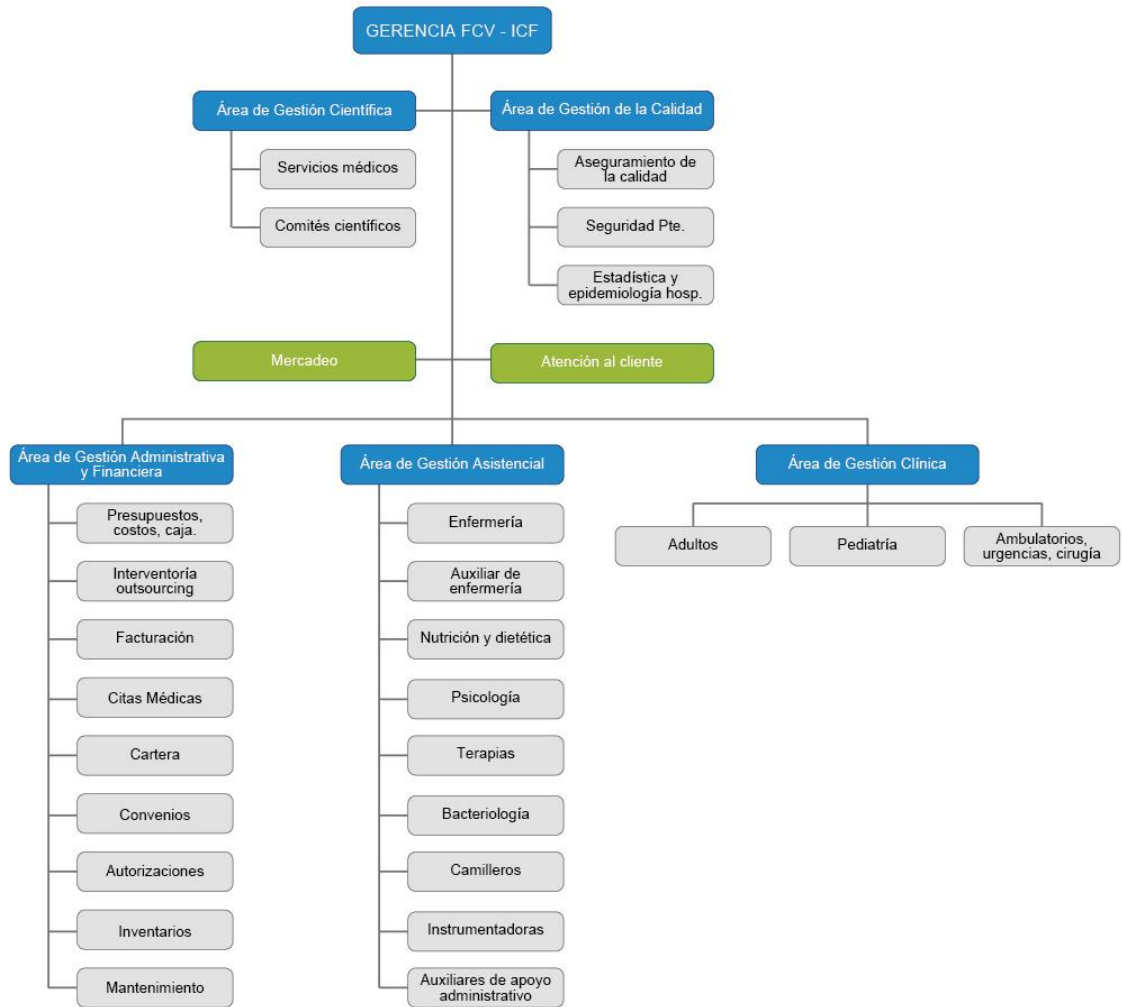 GERENCIA FCV - ICF
Área de Gestión Científica
Servicios médicos
Comités científicos
Área de Gestión de la Calidad
Aseguramiento de
la calidad
Seguridad Pte.
Estadística y
epidemiología hosp.
Mercadeo
Atención al cliente
Área de Gestión Administrativa
y Financiera
Presupuestos,
costos, caja.
Interventoría
outsourcing
Facturación
Citas Médicas
Cartera
Convenios
Autorizaciones
Inventarios
Mantenimiento
Área de Gestión Asistencial
Enfermería
Auxiliar de
enfermería
Nutrición y dietética
Psicología
Terapias
Bacteriología
Camilleros
Instrumentadoras
Auxiliares de apoyo
administrativo
Área de Gestión Clínica
Adultos
Pediatría
Ambulatorios,
urgencias, cirugía